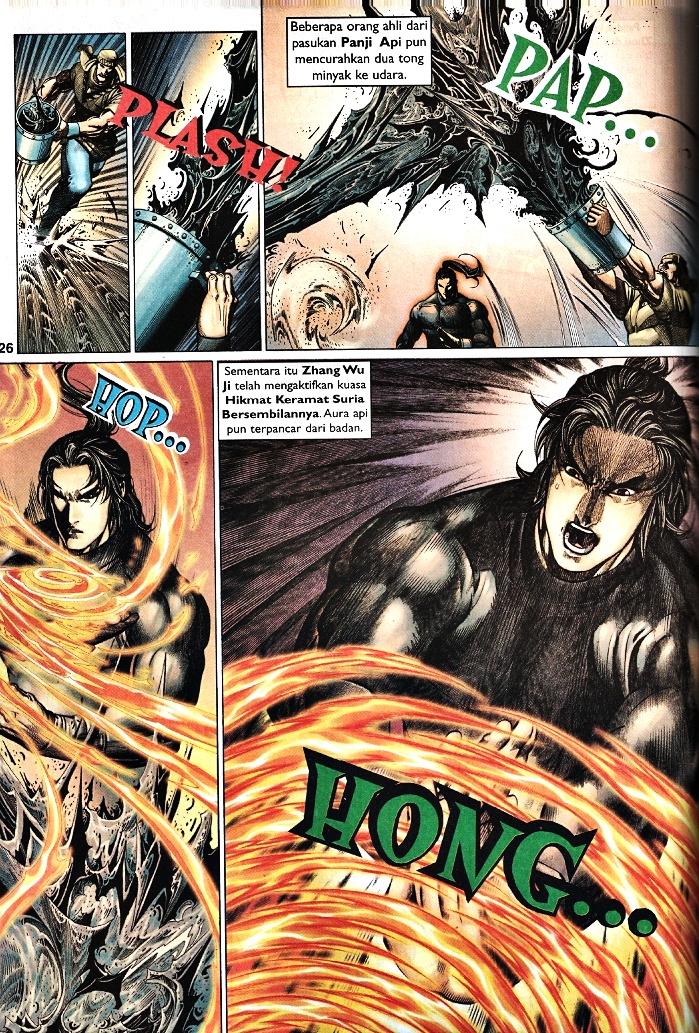 Beberapa orang ahli dari
pasukan Panji Api pun
mencurahkan dua tong
minyak ke udara.
PLASH!
PAP...
26
HOP...
Sementara itu Zhang Wu
Ji telah mengaktifkan kuasa
Hikmat Keramat Suria
Bersembilannya. Aura api
pun terpancar dari badan.
HONG...